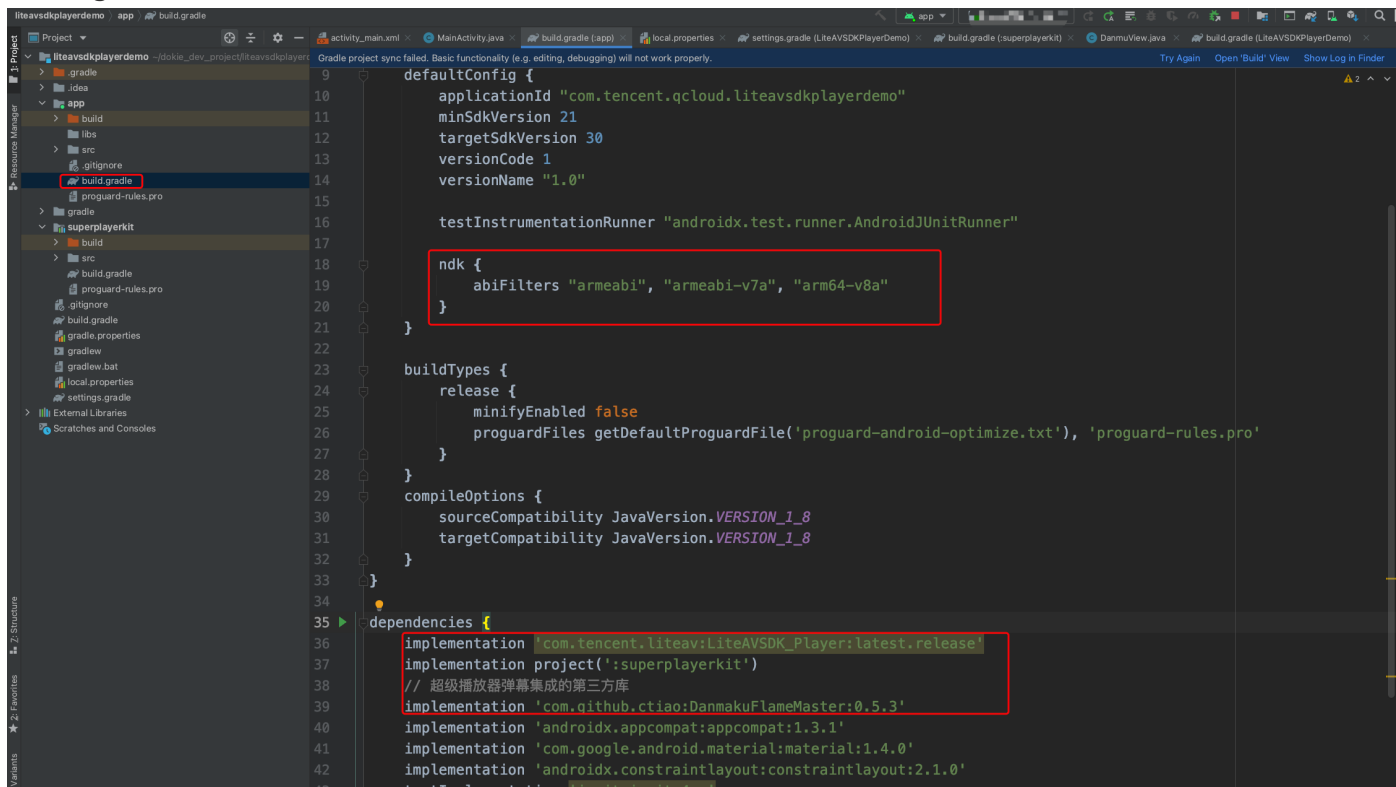 liteavsdkplayerdemo app build.gradle
app
Project
activity_main.xml
MainActivity.java
build.gradle (:app)
local.properties
settings.gradle (LiteAVSDKPlayerDemo)
build.gradle (:superplayerkit)
DanmuView.java
build.gradle (LiteAVSDKPlayerDemo)
Gradle project sync failed. Basic functionality (e.g. editing, debugging) will not work properly.
Try Again Open 'Build' View Show Log in Finder
1: Project
Resource Manager
Z: Structure
2: Favorites
Variants
liteavsdkplayerdemo ~/dokie_dev_project/liteavsdkplayer
.gradle
.idea
app
build
libs
src
.gitignore
build.gradle
proguard-rules.pro
gradle
superplayerkit
build
src
build.gradle
proguard-rules.pro
.gitignore
build.gradle
gradle.properties
gradlew
gradlew.bat
local.properties
settings.gradle
External Libraries
Scratches and Consoles
2
9 defaultConfig {
10 applicationId "com.tencent.qcloud.liteavsdkplayerdemo"
11 minSdkVersion 21
12 targetSdkVersion 30
13 versionCode 1
14 versionName "1.0"
15
16 testInstrumentationRunner "androidx.test.runner.AndroidJUnitRunner"
17
18 ndk {
19 abiFilters "armeabi", "armeabi-v7a", "arm64-v8a"
20 }
21 }
22
23 buildTypes {
24 release {
25 minifyEnabled false
26 proguardFiles getDefaultProguardFile('proguard-android-optimize.txt'), 'proguard-rules.pro'
27 }
28 }
29 compileOptions {
30 sourceCompatibility JavaVersion.VERSION_1_8
31 targetCompatibility JavaVersion.VERSION_1_8
32 }
33 }
34
35 dependencies {
36 implementation 'com.tencent.liteav:LiteAVSDK_Player:latest.release'
37 implementation project(':superplayerkit')
38 // 超级播放器弹幕集成的第三方库
39 implementation 'com.github.ctiao:DanmakuFlameMaster:0.5.3'
40 implementation 'androidx.appcompat:appcompat:1.3.1'
41 implementation 'com.google.android.material:material:1.4.0'
42 implementation 'androidx.constraintlayout:constraintlayout:2.1.0'